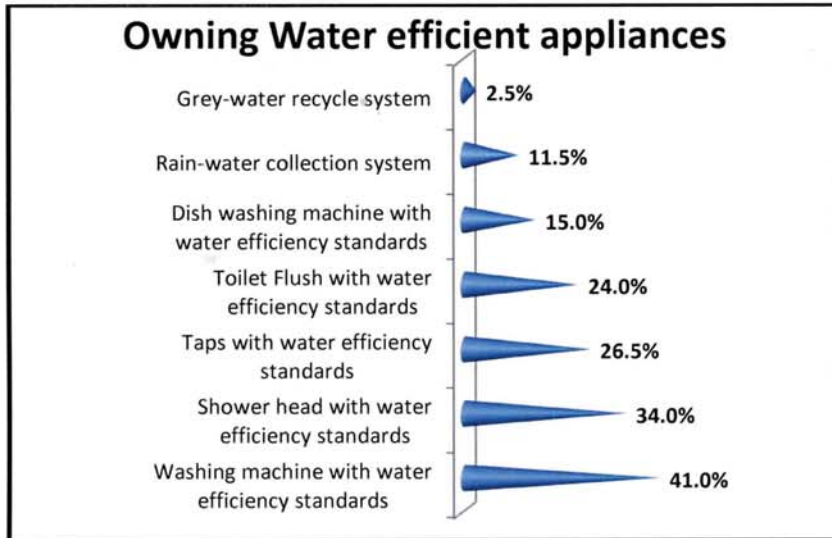 Owning Water efficient appliances
Grey-water recycle system
2.5%
Rain-water collection system
11.5%
Dish washing machine with
water efficiency standards
15.0%
Toilet Flush with water
efficiency standards
24.0%
Taps with water efficiency
standards
26.5%
Shower head with water
efficiency standards
34.0%
Washing machine with water
efficiency standards
41.0%